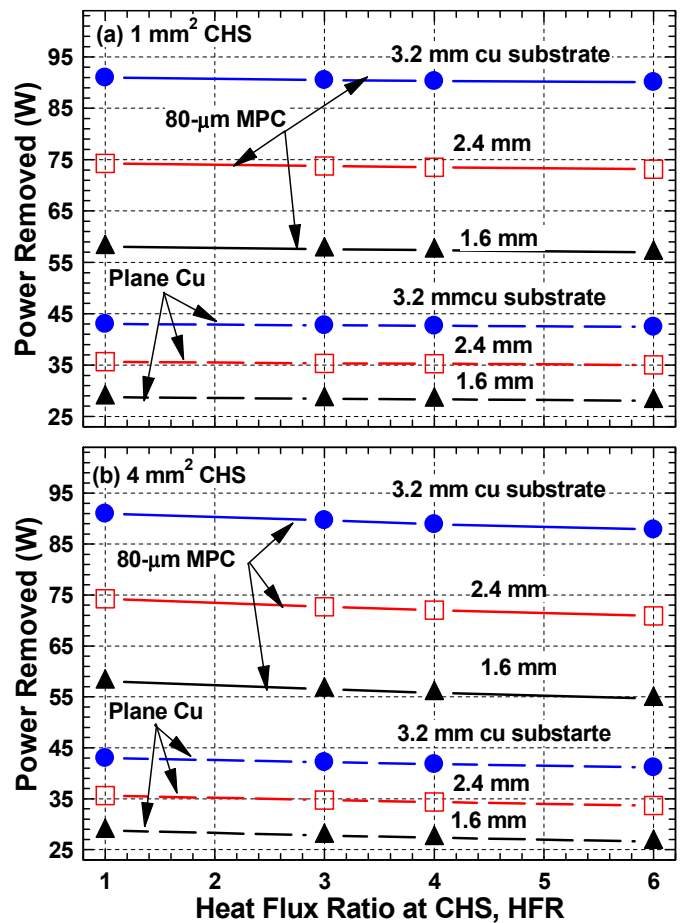 (a) 1 mm² CHS
3.2 mm cu substrate
80-μm MPC
2.4 mm
1.6 mm
Plane Cu
3.2 mmcu substrate
2.4 mm
1.6 mm
Power Removed (W)
95
85
75
65
55
45
35
25
(b) 4 mm² CHS
3.2 mm cu substrate
80-μm MPC
2.4 mm
1.6 mm
Plane Cu
3.2 mm cu substarte
2.4 mm
1.6 mm
Power Removed (W)
95
85
75
65
55
45
35
25
1 2 3 4 5 6
Heat Flux Ratio at CHS, HFR